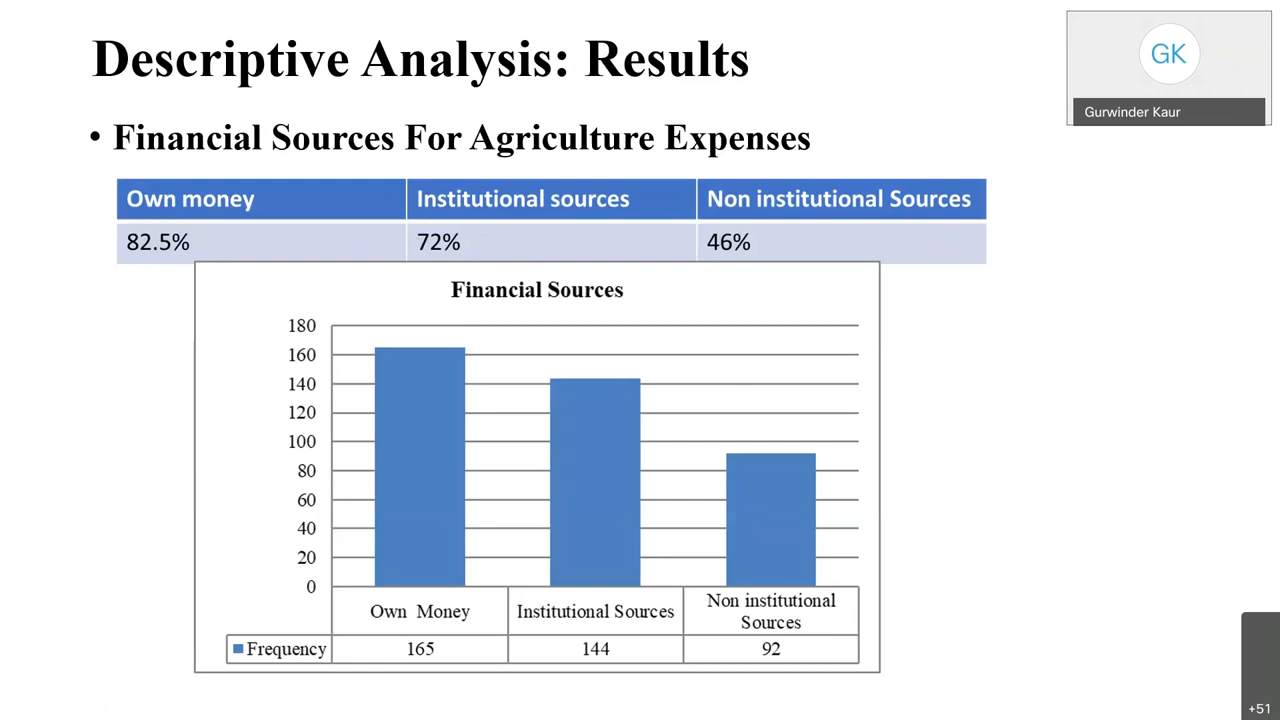 Descriptive Analysis: Results
GK
Gurwinder Kaur
• Financial Sources For Agriculture Expenses
Own money Institutional sources Non institutional Sources
82.5% 72% 46%
Financial Sources
180
160
140
120
100
80
60
40
20
0
Own Money Institutional Sources Non institutional
Sources
Frequency 165 144 92
+51